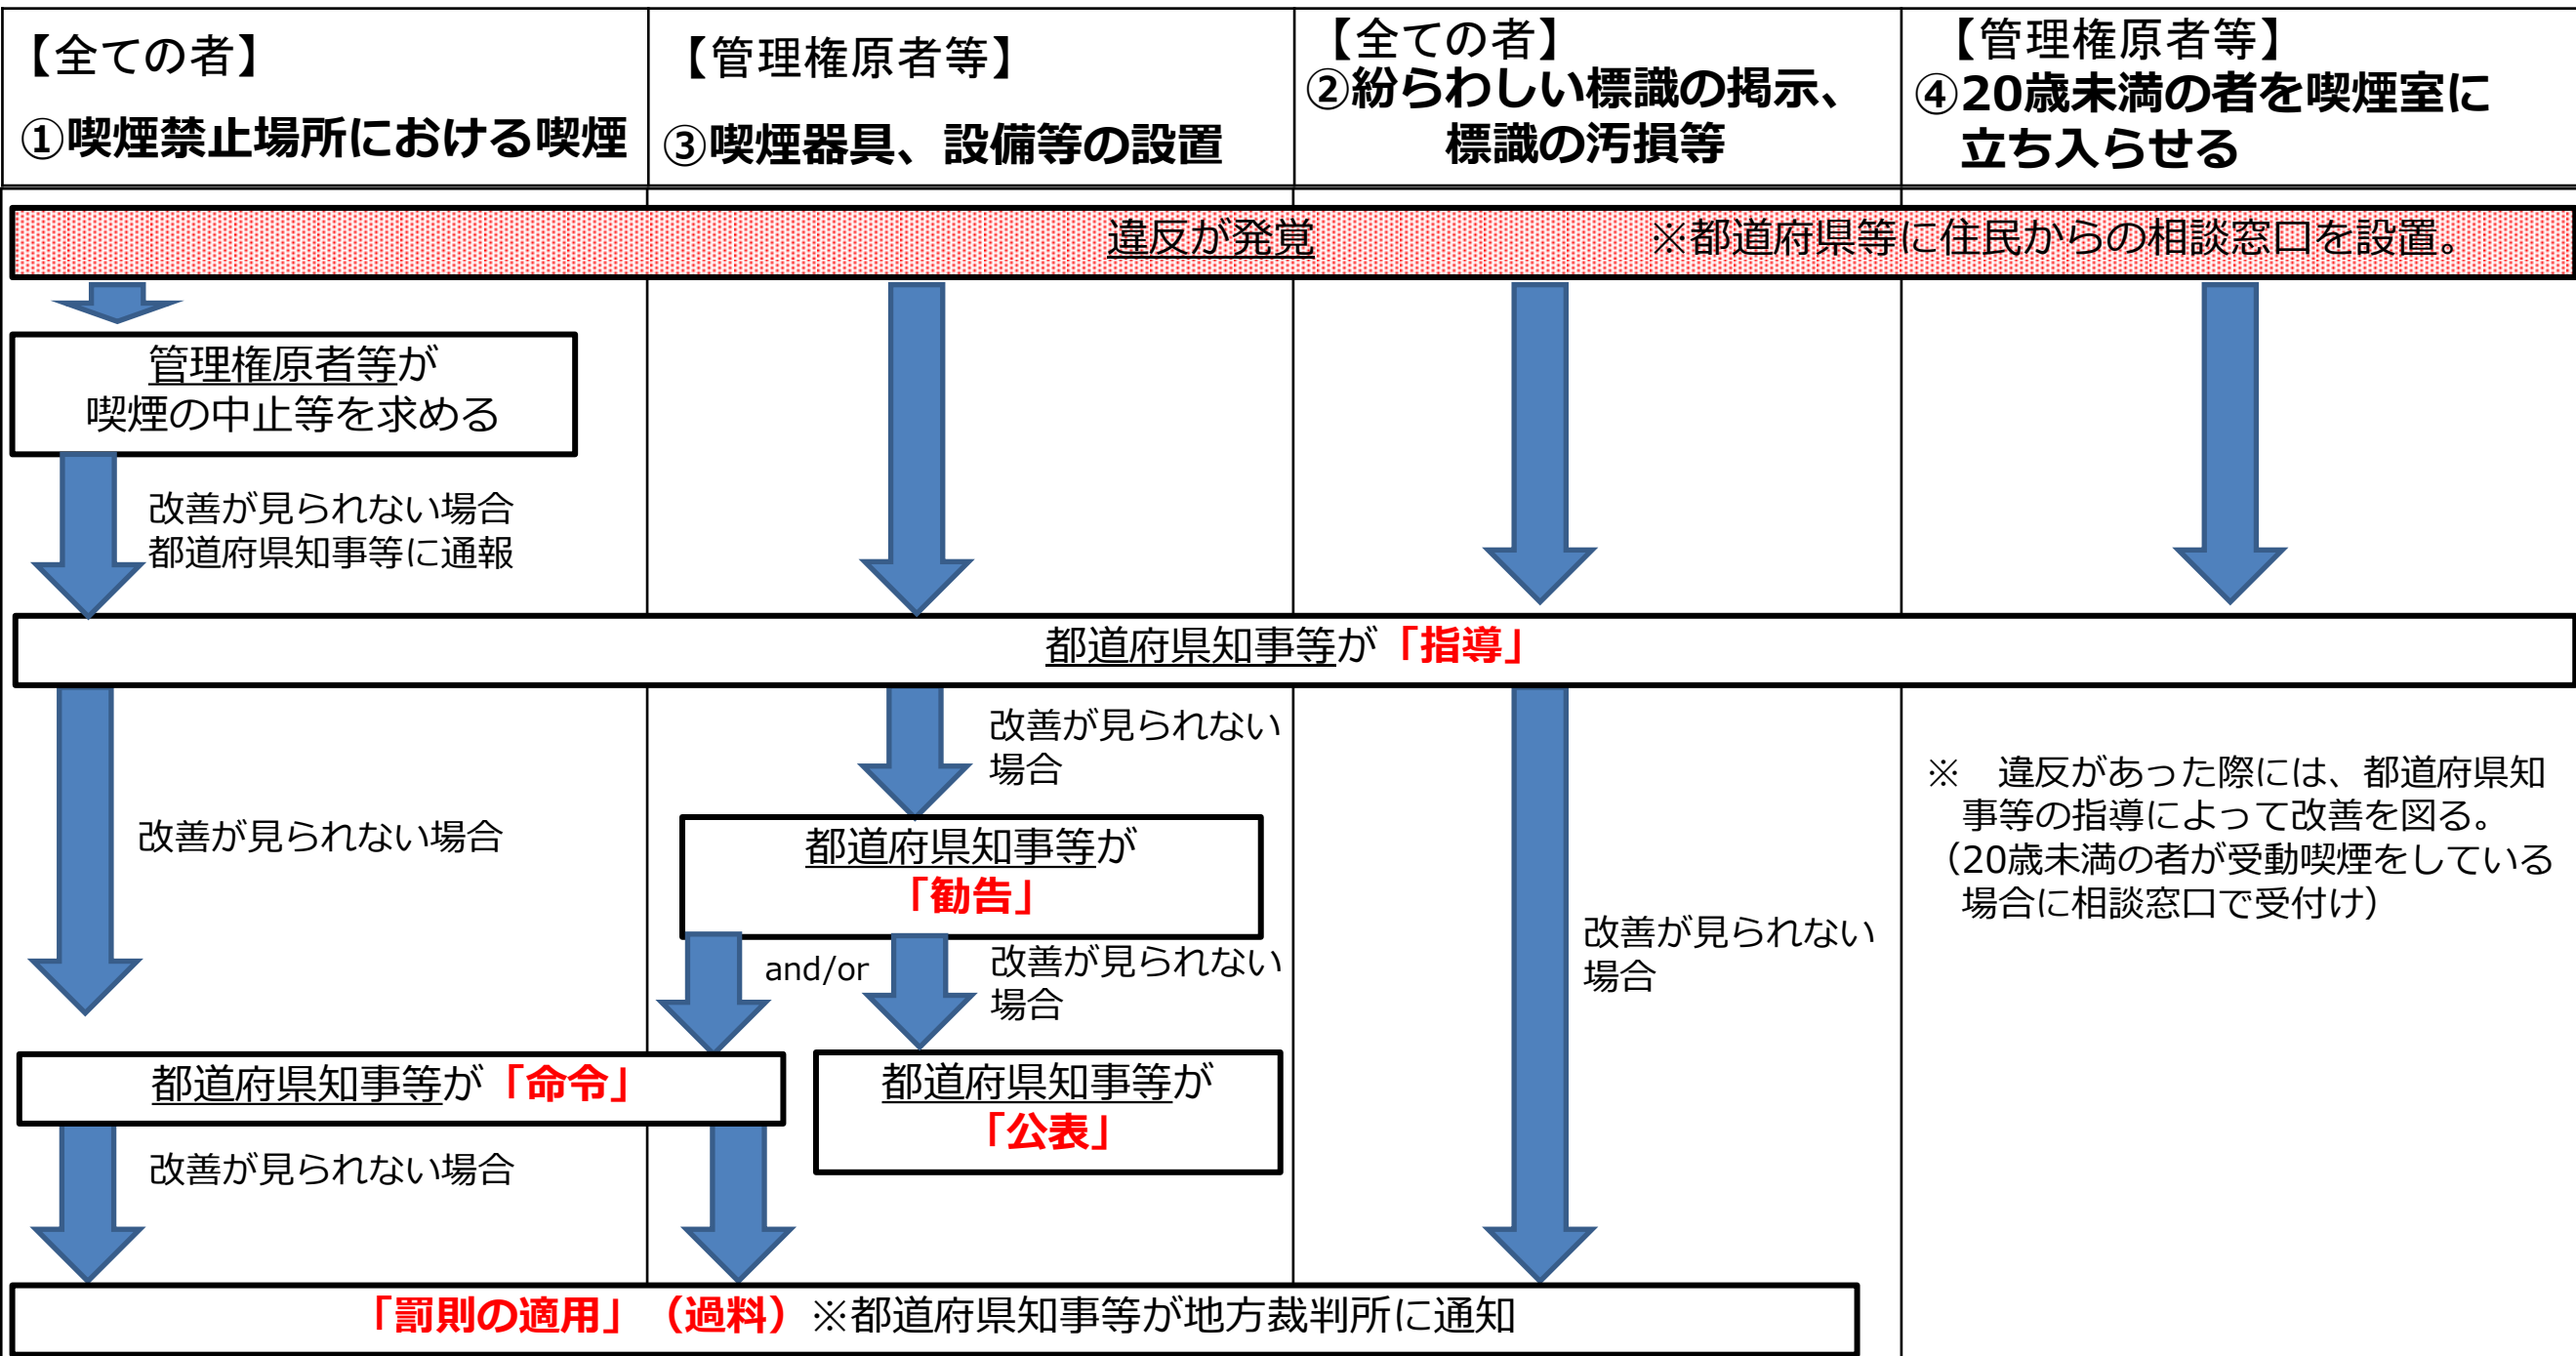 【全ての者】
①喫煙禁止場所における喫煙
【管理権原者等】
③喫煙器具、設備等の設置
【全ての者】
②紛らわしい標識の掲示、
標識の汚損等
【管理権原者等】
④20歳未満の者を喫煙室に
立ち入らせる
違反が発覚 ※都道府県等に住民からの相談窓口を設置。
管理権原者等が
喫煙の中止等を求める
改善が見られない場合
都道府県知事等に通報
都道府県知事等が「指導」
改善が見られない場合
改善が見られない
場合
都道府県知事等が
「勧告」
and/or
改善が見られない
場合
都道府県知事等が「命令」
都道府県知事等が
「公表」
改善が見られない場合
改善が見られない
場合
※ 違反があった際には、都道府県知
事等の指導によって改善を図る。
（20歳未満の者が受動喫煙をしている
場合に相談窓口で受付け）
「罰則の適用」（過料）※都道府県知事等が地方裁判所に通知